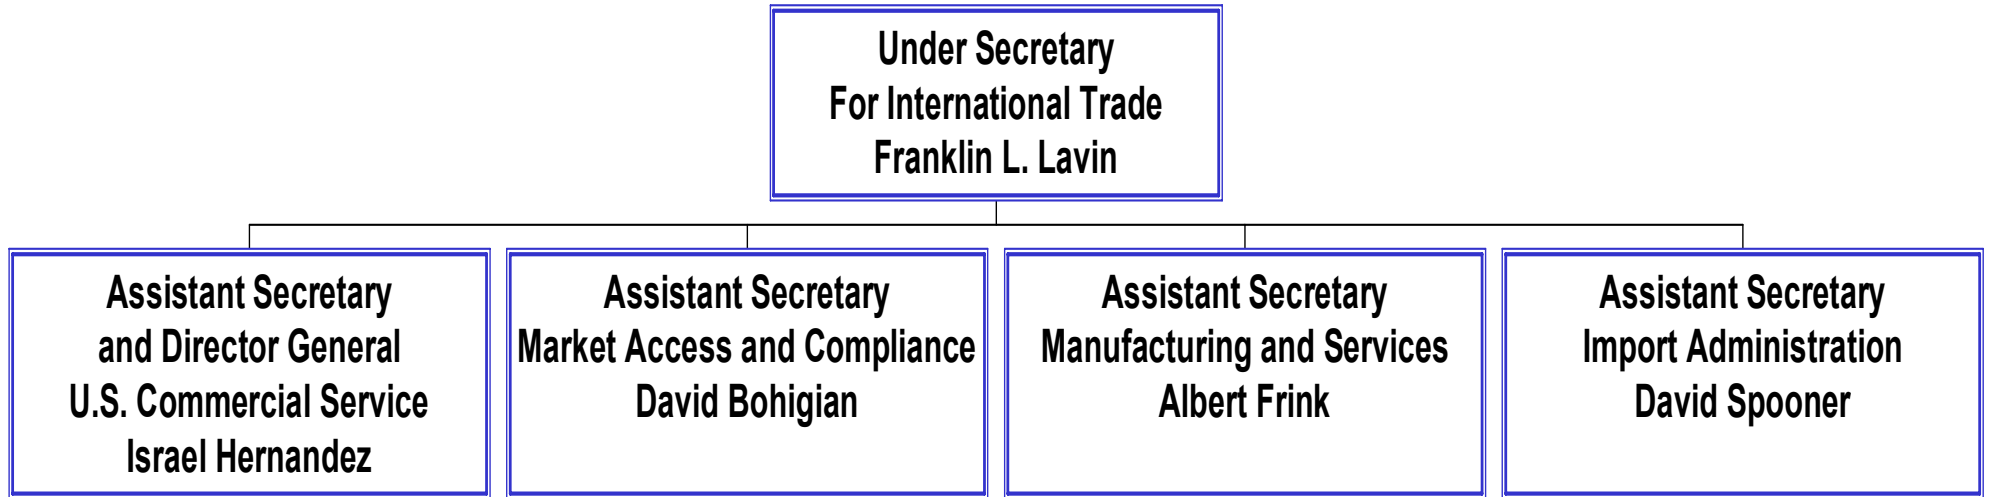 Under Secretary
For International Trade
Franklin L. Lavin
Assistant Secretary
and Director General
U.S. Commercial Service
Israel Hernandez
Assistant Secretary
Market Access and Compliance
David Bohigian
Assistant Secretary
Manufacturing and Services
Albert Frink
Assistant Secretary
Import Administration
David Spooner